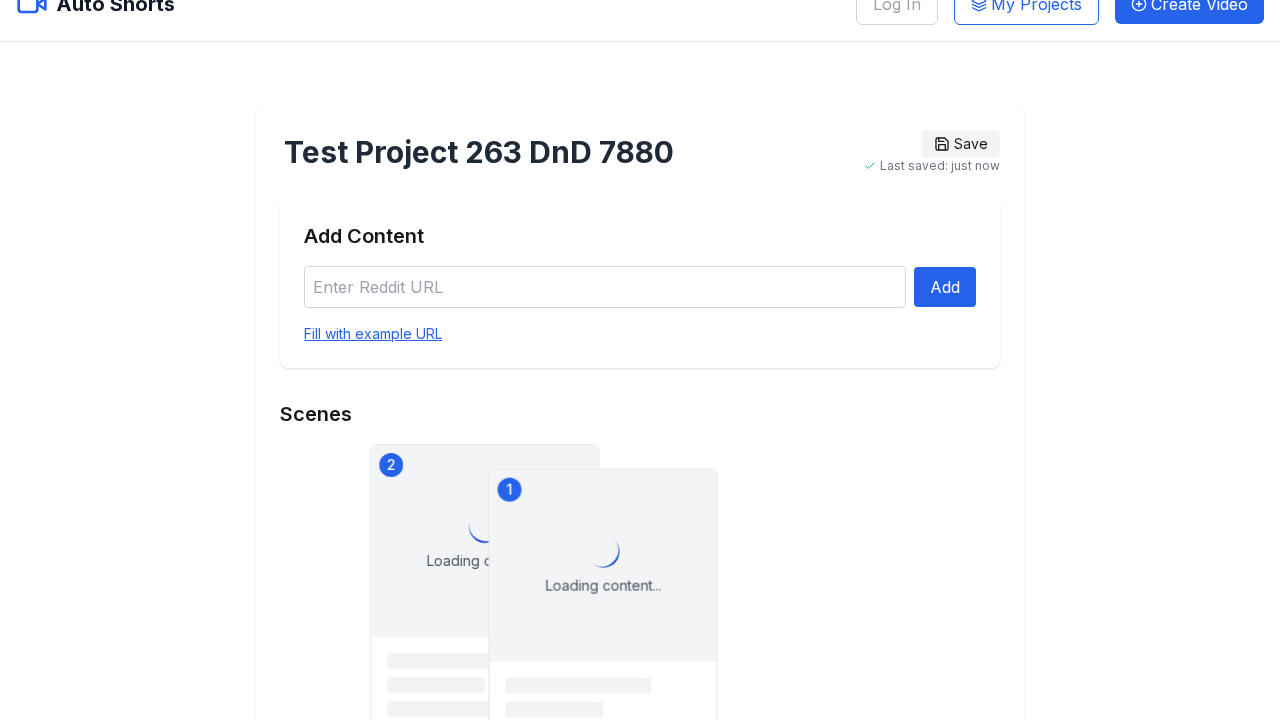 Auto Shorts
Log In
My Projects
Create Video
Test Project 263 DnD 7880
Save
Last saved: just now
Add Content
Enter Reddit URL
Add
Fill with example URL
Scenes
2
Loading
1
Loading content...